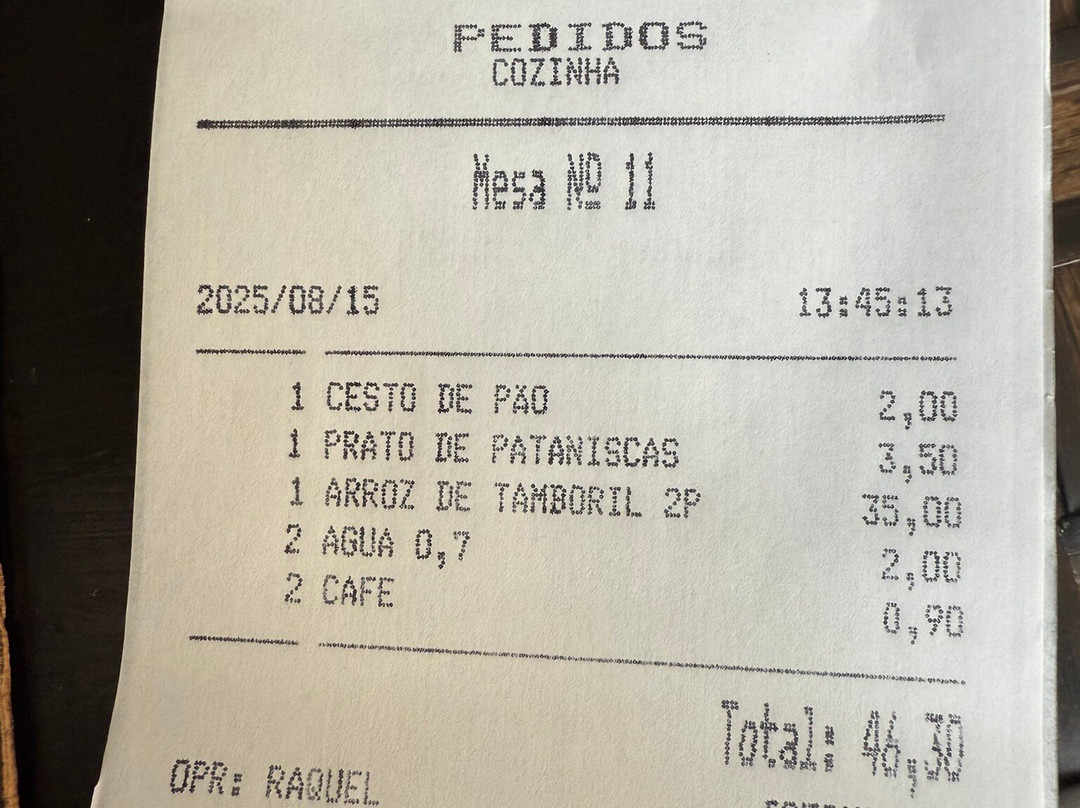 PEDIDOS
COZINHA
Mesa Nº 11
2025/08/15 13:45:13
1 CESTO DE PÃO 2,00
1 PRATO DE PATANISCAS 3,50
1 ARROZ DE TAMBORIL 2P 35,00
2 AGUA 0,7 2,00
2 CAFE 0,90
Total:
OPR: RAQUEL